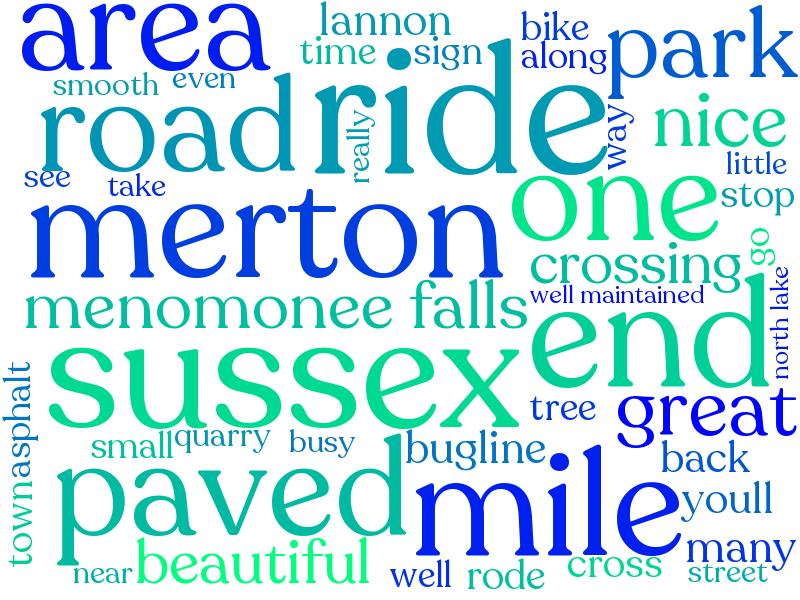 area
lannon
bike
park
time
sign
along
smooth
even
road
ride
really
way
nice
see
take
little
merton
one
stop
crossing
go
menomonee falls
well maintained
north lake
sussex
end
asphalt
tree
great
small
quarry
busy
bugline
back
paved
mile
youll
town
near
beautiful
well
rode
cross
many
street